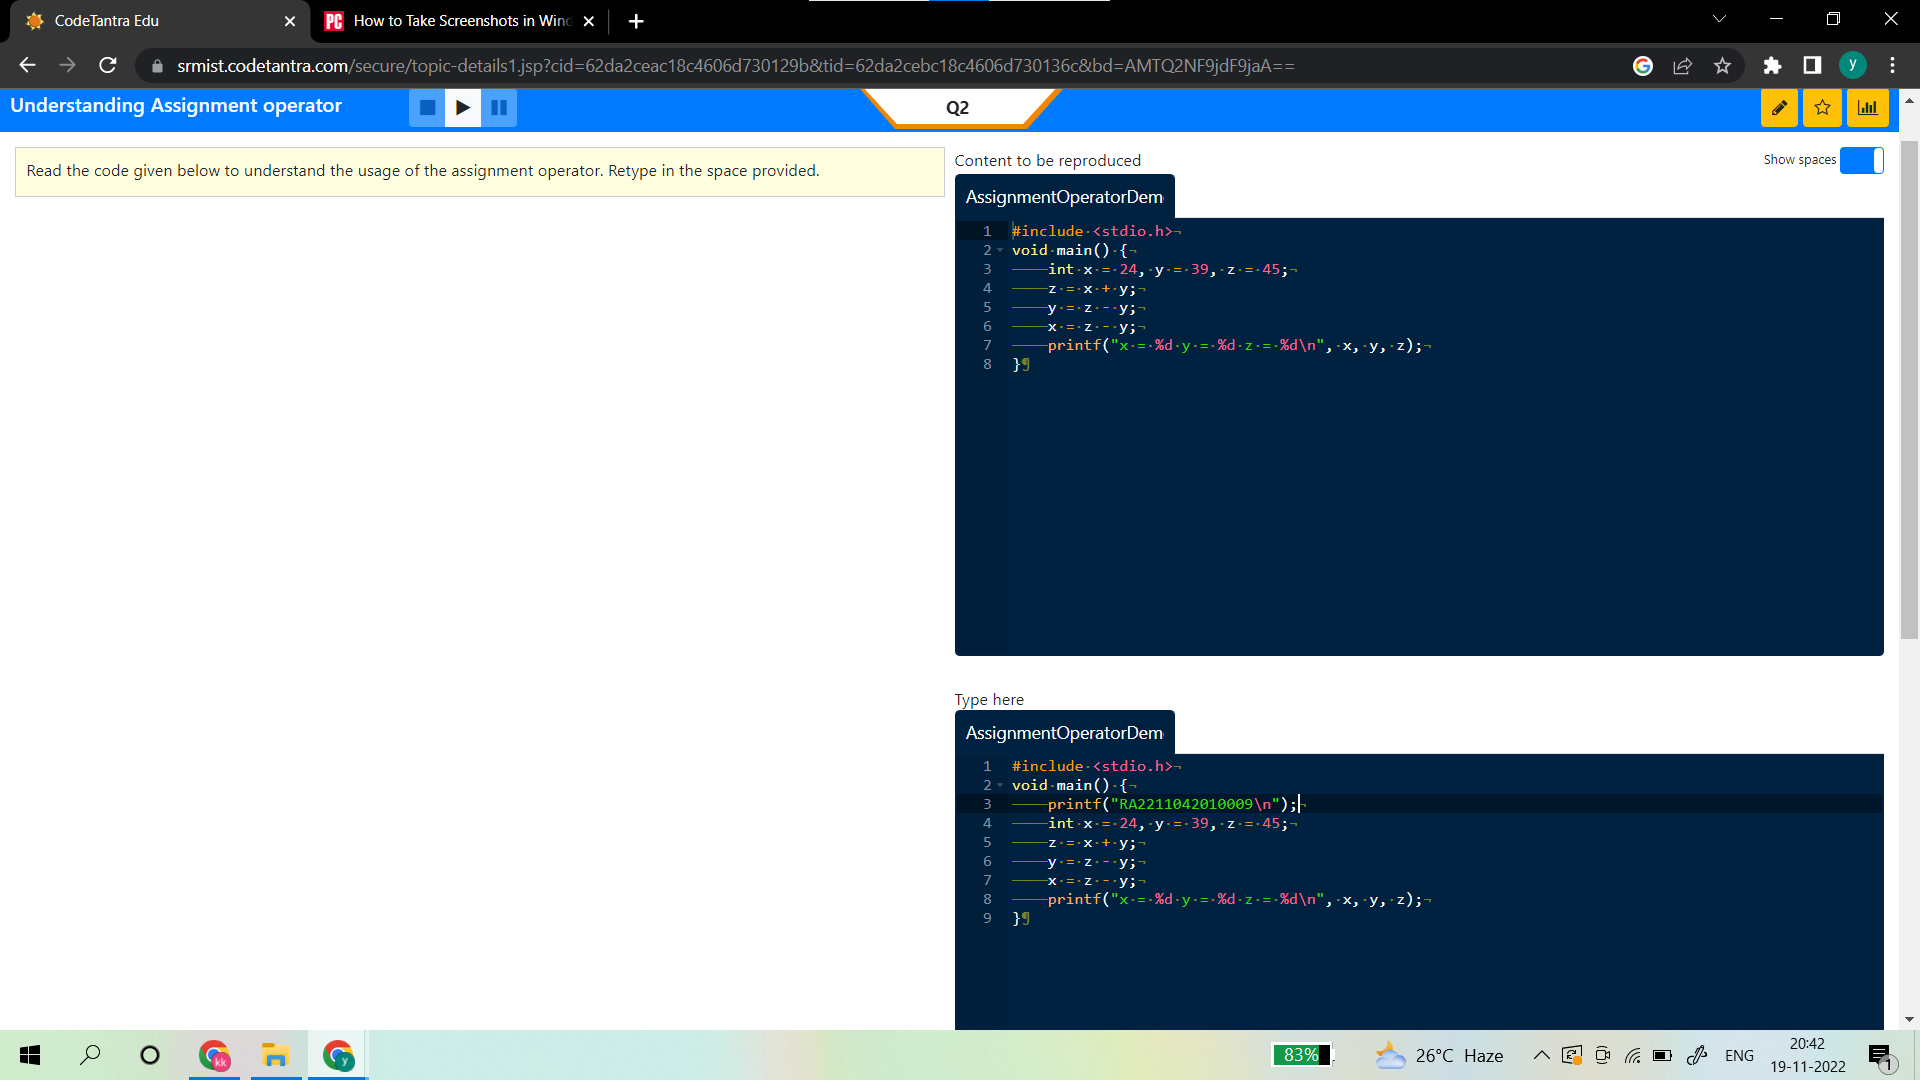 CodeTantra Edu
How to Take Screenshots in Wind
srmist.codetantra.com/secure/topic-details1.jsp?cid=62da2ceac18c4606d730129b&tid=62da2cebc18c4606d730136c&bd=AMTQ2NF9jdF9jaA==
y
Understanding Assignment operator
Q2
Read the code given below to understand the usage of the assignment operator. Retype in the space provided.
Content to be reproduced
Show spaces
AssignmentOperatorDem
1 #include <stdio.h>
2 void main() {
3 int x = 24, y = 39, z = 45;
4 z = x + y;
5 y = z - y;
6 x = z - y;
7 printf("x = %d y = %d z = %d\n", x, y, z);
8 }
Type here
AssignmentOperatorDem
1 #include <stdio.h>
2 void main() {
3 printf("RA2211042010009\n");
4 int x = 24, y = 39, z = 45;
5 z = x + y;
6 y = z - y;
7 x = z - y;
8 printf("x = %d y = %d z = %d\n", x, y, z);
9 }
kk
y
83%
26°C Haze
ENG
20:42
19-11-2022
1